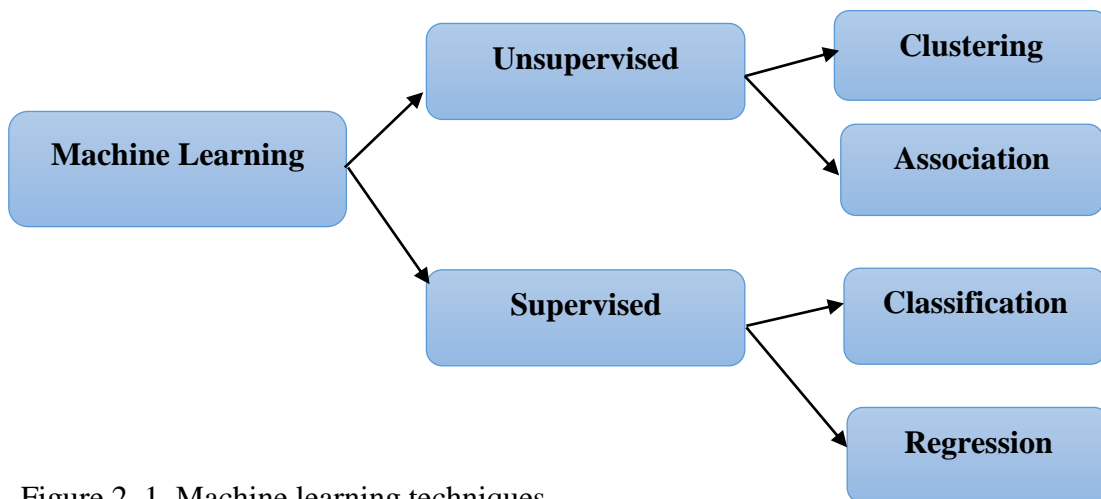 Machine Learning
Unsupervised
Clustering
Association
Supervised
Classification
Regression
Figure 2. 1. Machine learning techniques